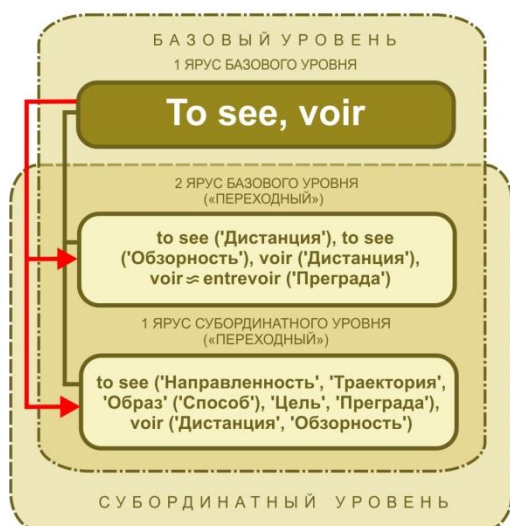 БАЗОВЫЙ УРОВЕНЬ
1 ЯРУС БАЗОВОГО УРОВНЯ
To see, voir
2 ЯРУС БАЗОВОГО УРОВНЯ
(«ПЕРЕХОДНЫЙ»)
to see ('Дистанция'), to see
('Обзорность'), voir ('Дистанция'),
voir ≈ entrevoir ('Преграда')
1 ЯРУС СУБОРДИНАТНОГО УРОВНЯ
(«ПЕРЕХОДНЫЙ»)
to see ('Направленность', 'Траектория',
'Образ' ('Способ'), 'Цель', 'Преграда'),
voir ('Дистанция', 'Обзорность')
СУБОРДИНАТНЫЙ УРОВЕНЬ